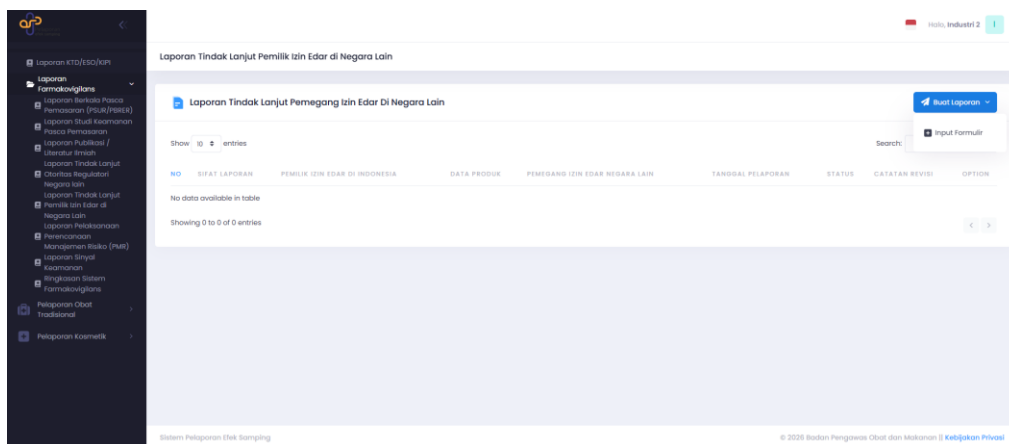 Halo, Industri 2 I
Laporan KTD/ESO/KIPI
Laporan
Farmakovigilans
Laporan Berkala Pasca
Pemasaran (PSUR/PBRER)
Laporan Studi Keamanan
Pasca Pemasaran
Laporan Publikasi /
Literatur Ilmiah
Laporan Tindak Lanjut
Otoritas Regulatori
Negara lain
Laporan Tindak Lanjut
Pemilik Izin Edar di
Negara Lain
Laporan Pelaksanaan
Perencanaan
Manajemen Risiko (PMR)
Laporan Sinyal
Keamanan
Ringkasan Sistem
Farmakovigilans
Pelaporan Obat
Tradisional
Pelaporan Kosmetik
Laporan Tindak Lanjut Pemilik Izin Edar di Negara Lain
Laporan Tindak Lanjut Pemegang Izin Edar Di Negara Lain
Buat Laporan
Input Formulir
Show 10 entries
Search:
NO SIFAT LAPORAN PEMILIK IZIN EDAR DI INDONESIA DATA PRODUK PEMEGANG IZIN EDAR NEGARA LAIN TANGGAL PELAPORAN STATUS CATATAN REVISI OPTION
No data available in table
Showing 0 to 0 of 0 entries
Sistem Pelaporan Efek Samping
© 2026 Badan Pengawas Obat dan Makanan || Kebijakan Privasi